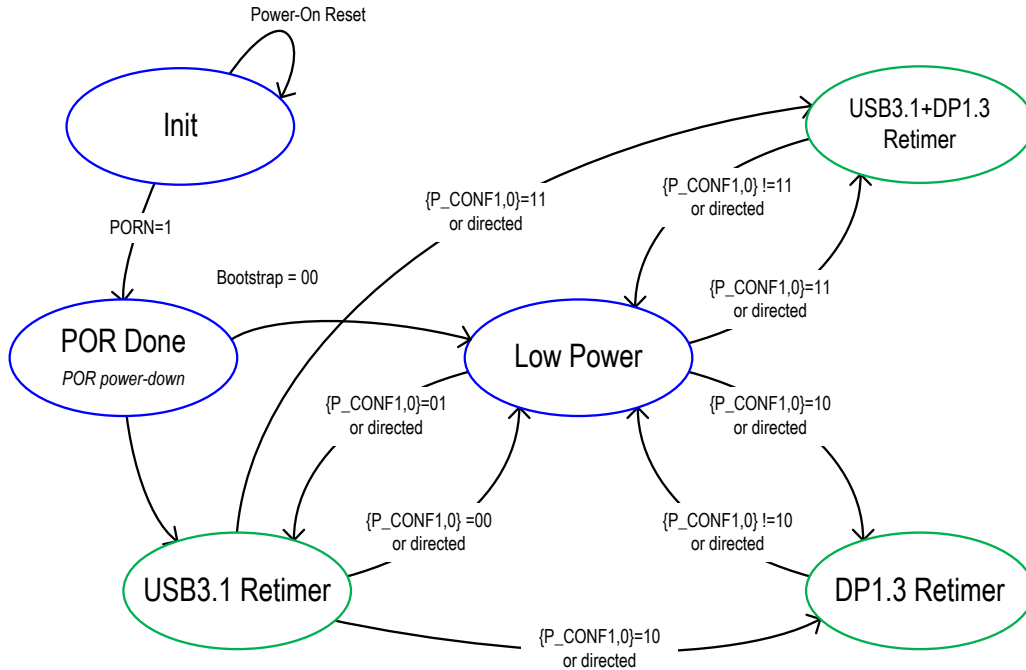 Power-On Reset
Init
USB3.1+DP1.3
Retimer
{P_CONF1,0}=11
or directed
{P_CONF1,0} !=11
or directed
PORN=1
Bootstrap = 00
{P_CONF1,0}=11
or directed
POR Done
POR power-down
Low Power
{P_CONF1,0}=01
or directed
{P_CONF1,0}=10
or directed
{P_CONF1,0} =00
or directed
{P_CONF1,0} !=10
or directed
USB3.1 Retimer
DP1.3 Retimer
{P_CONF1,0}=10
or directed